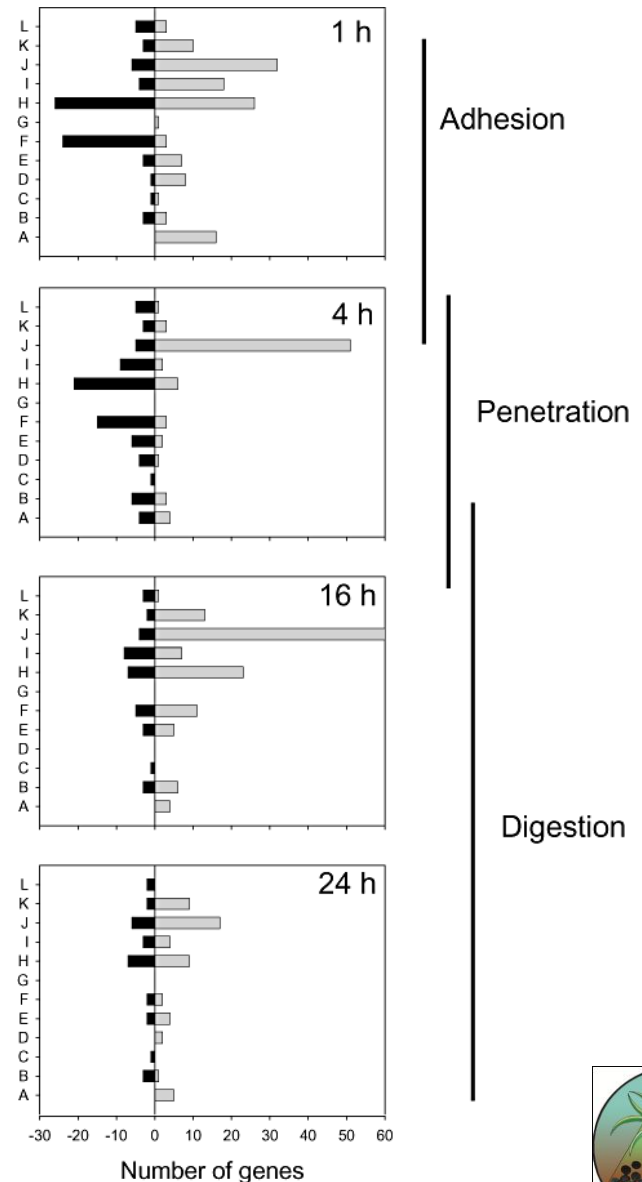 1 h
L
K
J
I
H
G
F
E
D
C
B
A
Adhesion
4 h
L
K
J
I
H
G
F
E
D
C
B
A
Penetration
16 h
L
K
J
I
H
G
F
E
D
C
B
A
Digestion
24 h
L
K
J
I
H
G
F
E
D
C
B
A
-30 -20 -10 0 10 20 30 40 50 60
Number of genes